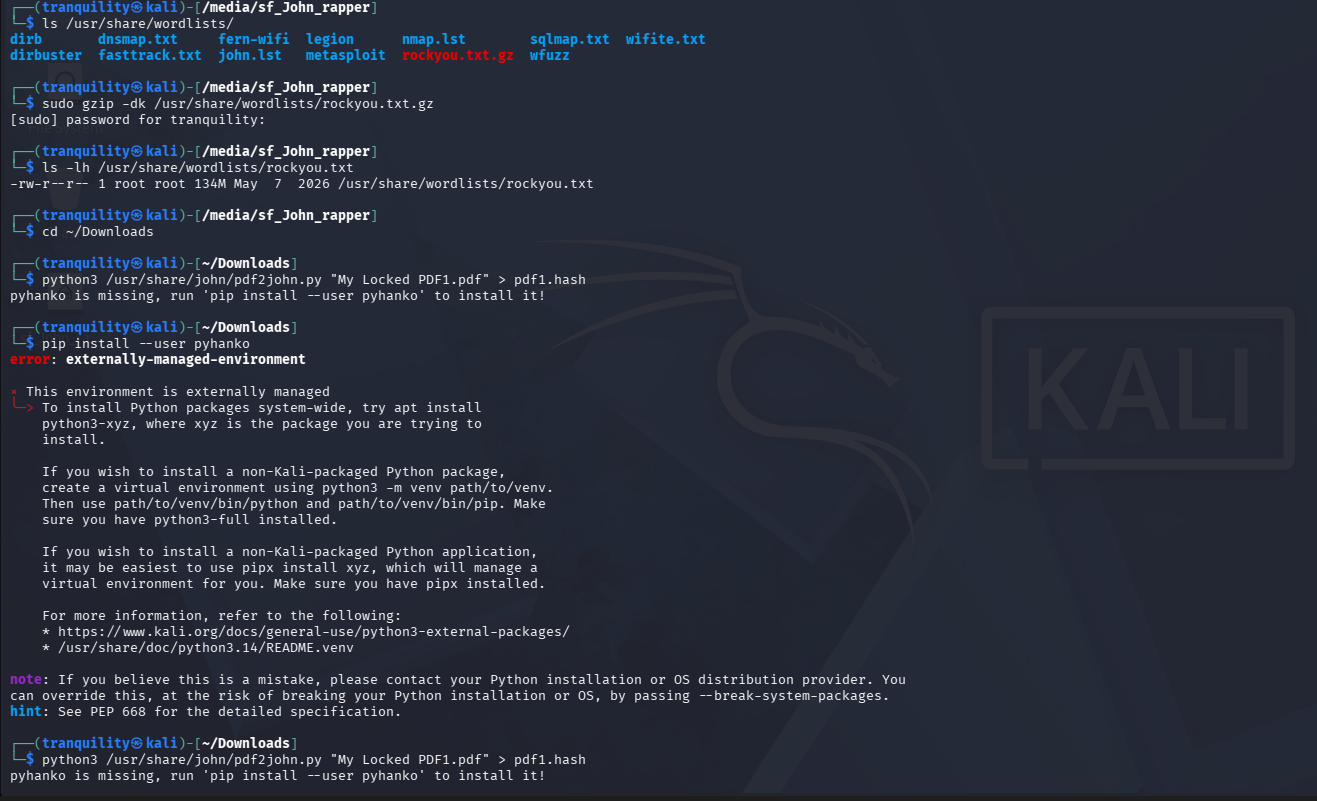 ┌──(tranquility㉿kali)-[/media/sf_John_rapper]
└─$ ls /usr/share/wordlists/
dirb       dnsmap.txt     fern-wifi  legion      nmap.lst        sqlmap.txt  wifite.txt
dirbuster  fasttrack.txt  john.lst   metasploit  rockyou.txt.gz  wfuzz
┌──(tranquility㉿kali)-[/media/sf_John_rapper]
└─$ sudo gzip -dk /usr/share/wordlists/rockyou.txt.gz
[sudo] password for tranquility:
┌──(tranquility㉿kali)-[/media/sf_John_rapper]
└─$ ls -lh /usr/share/wordlists/rockyou.txt
-rw-r--r-- 1 root root 134M May  7  2026 /usr/share/wordlists/rockyou.txt
┌──(tranquility㉿kali)-[/media/sf_John_rapper]
└─$ cd ~/Downloads
┌──(tranquility㉿kali)-[~/Downloads]
└─$ python3 /usr/share/john/pdf2john.py "My Locked PDF1.pdf" > pdf1.hash
pyhanko is missing, run 'pip install --user pyhanko' to install it!
┌──(tranquility㉿kali)-[~/Downloads]
└─$ pip install --user pyhanko
error: externally-managed-environment
× This environment is externally managed
╰─> To install Python packages system-wide, try apt install
    python3-xyz, where xyz is the package you are trying to
    install.
    If you wish to install a non-Kali-packaged Python package,
    create a virtual environment using python3 -m venv path/to/venv.
    Then use path/to/venv/bin/python and path/to/venv/bin/pip. Make
    sure you have python3-full installed.
    If you wish to install a non-Kali-packaged Python application,
    it may be easiest to use pipx install xyz, which will manage a
    virtual environment for you. Make sure you have pipx installed.
    For more information, refer to the following:
    * https://www.kali.org/docs/general-use/python3-external-packages/
    * /usr/share/doc/python3.14/README.venv
note: If you believe this is a mistake, please contact your Python installation or OS distribution provider. You
can override this, at the risk of breaking your Python installation or OS, by passing --break-system-packages.
hint: See PEP 668 for the detailed specification.
┌──(tranquility㉿kali)-[~/Downloads]
└─$ python3 /usr/share/john/pdf2john.py "My Locked PDF1.pdf" > pdf1.hash
pyhanko is missing, run 'pip install --user pyhanko' to install it!
File System
KALI